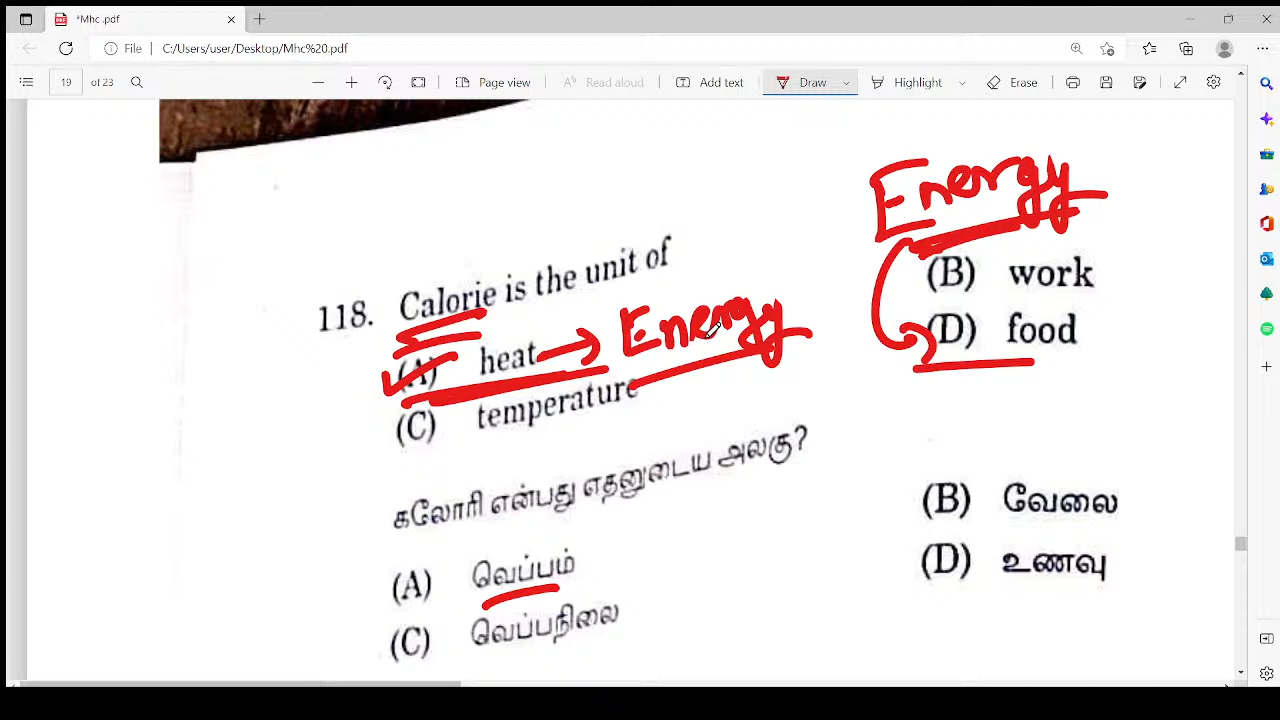 *Mhc .pdf
File C:/Users/user/Desktop/Mhc%20.pdf
19 of 23 Page view Read aloud Add text Draw Highlight Erase
Energy
118. Calorie is the unit of
(A) heat → Energy (B) work
(C) temperature (D) food
கலோரி என்பது எதனுடைய அலகு?
(A) வெப்பம் (B) வேலை
(C) வெப்பநிலை (D) உணவு